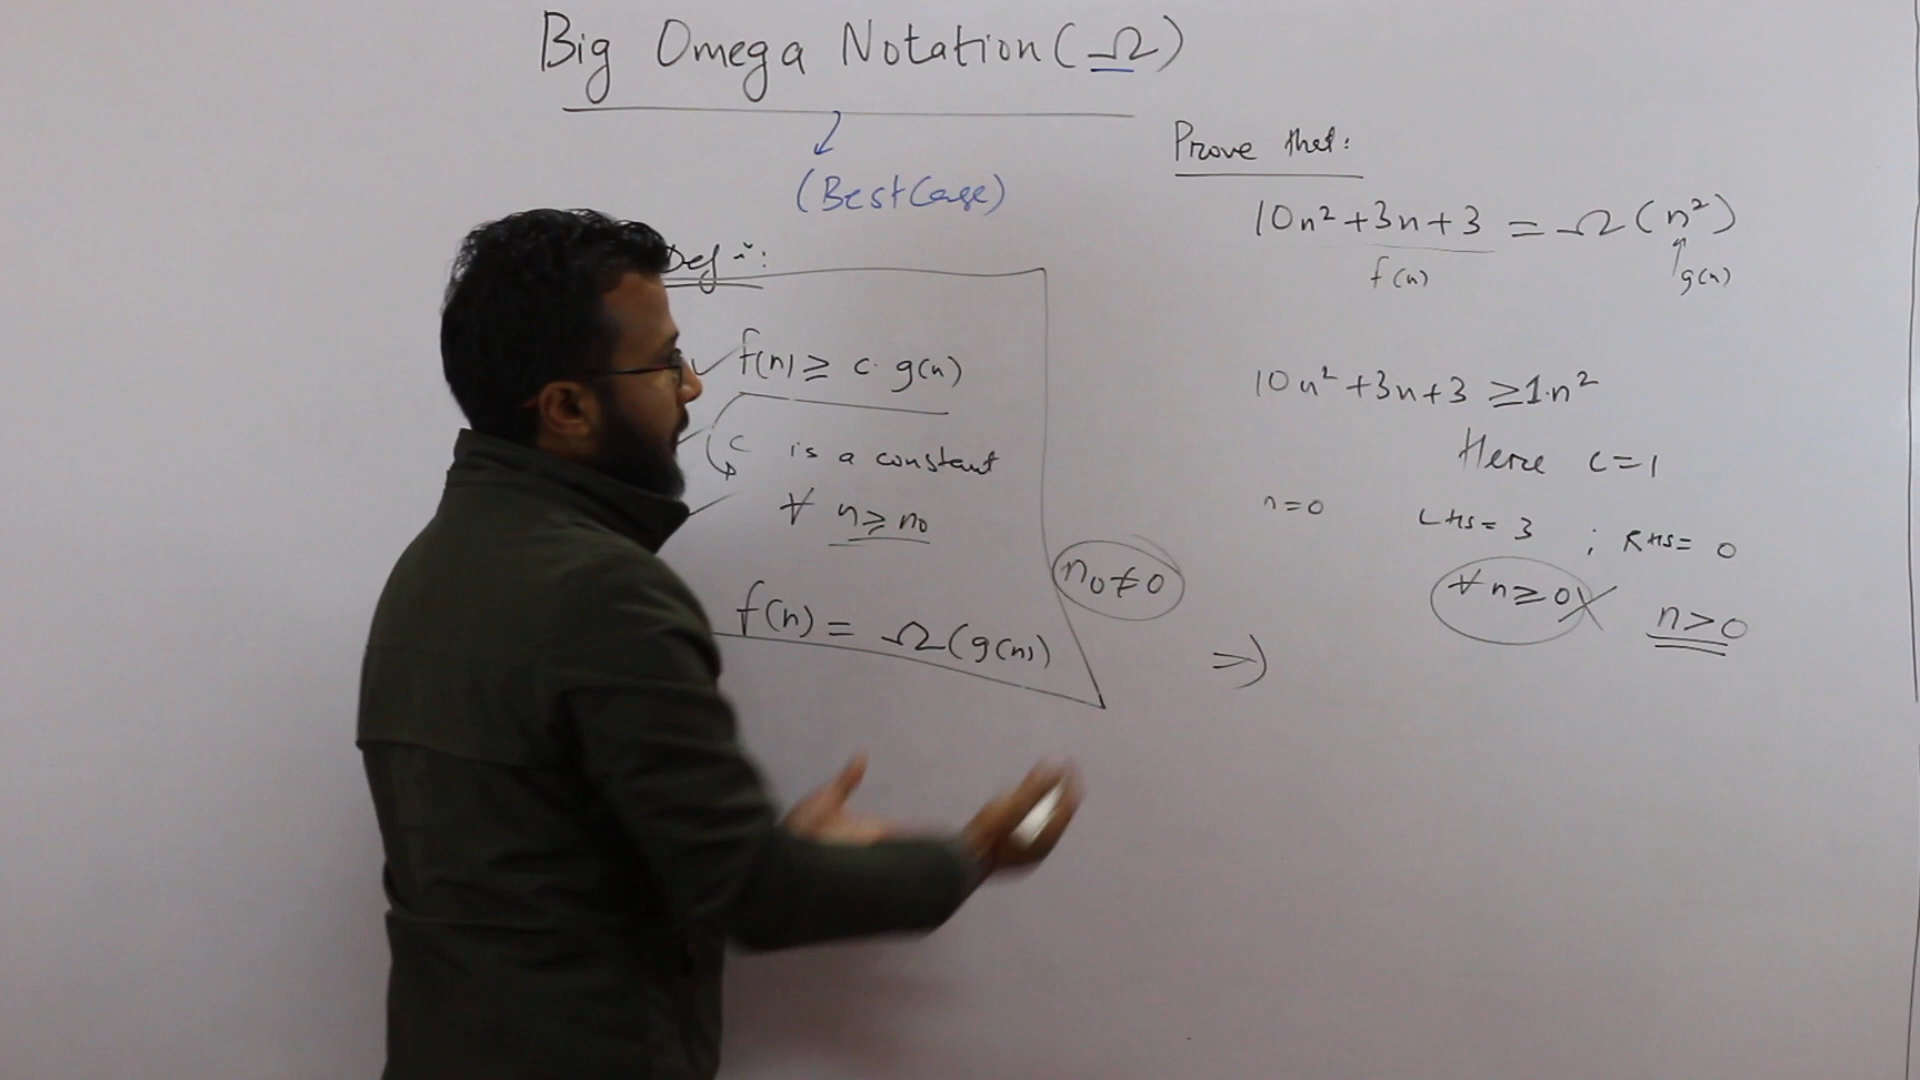 Big Omega Notation (Ω)
(Best Case)
Defⁿ:
f(n) ≥ c. g(n)
c is a constant
∀ n ≥ n₀
f(n) = Ω(g(n))
n₀ ≠ 0
Prove that:
10n² + 3n + 3 = Ω(n²)
f(n)
g(n)
10n² + 3n + 3 ≥ 1.n²
Here c = 1
n = 0 LHS = 3 ; RHS = 0
∀ n ≥ 0 n > 0
⇒